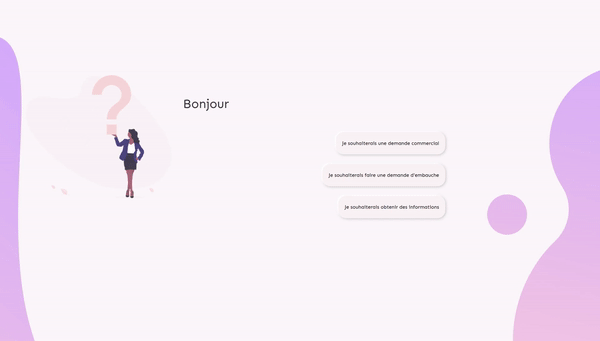 Bonjour
je souhaiterais une demande commercial
je souhaiterais faire une demande d'embauche
je souhaiterais obtenir des informations